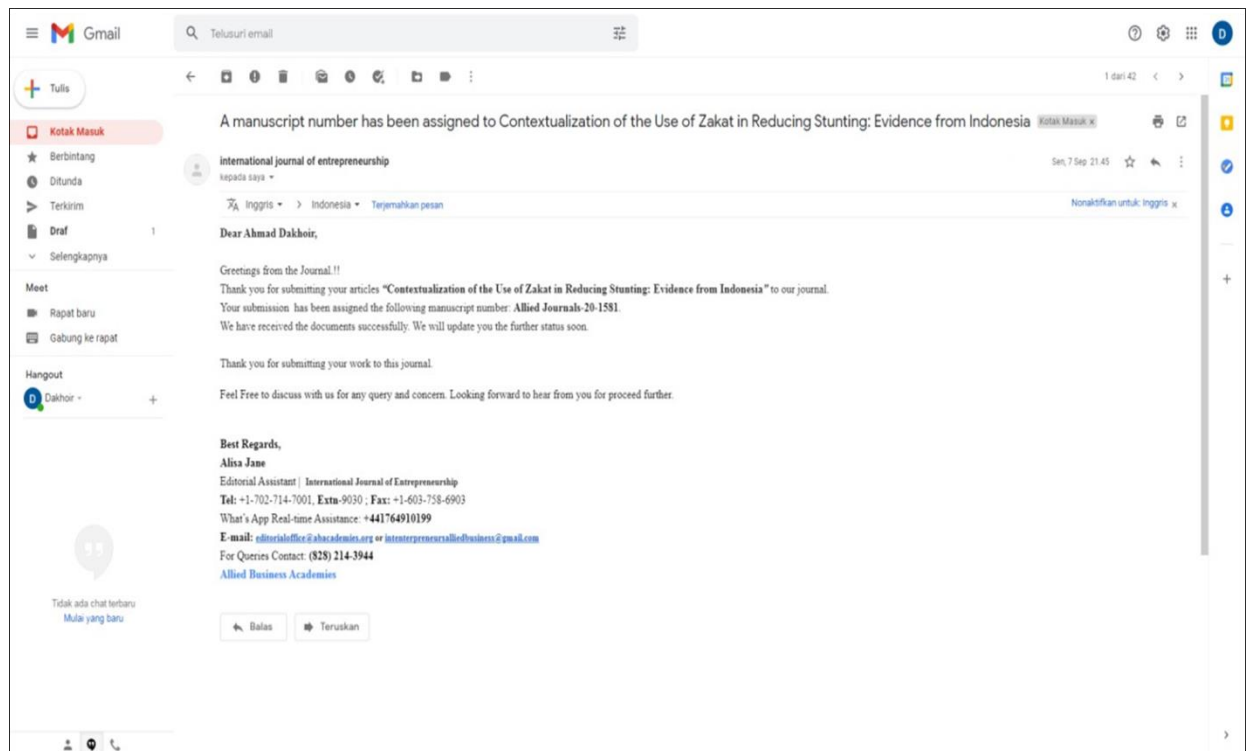 Gmail
Telusuri email
D
Tulis
1 dari 42
Kotak Masuk
Berbintang
Ditunda
Terkirim
Draf 1
Selengkapnya
Meet
Rapat baru
Gabung ke rapat
Hangout
D Dakhoir
Tidak ada chat terbaru
Mulai yang baru
A manuscript number has been assigned to Contextualization of the Use of Zakat in Reducing Stunting: Evidence from Indonesia Kotak Masuk x
international journal of entrepreneurship Sen, 7 Sep 21.45
kepada saya
Inggris > Indonesia Terjemahkan pesan Nonaktifkan untuk: Inggris x
Dear Ahmad Dakhoir,
Greetings from the Journal.!!
Thank you for submitting your articles “Contextualization of the Use of Zakat in Reducing Stunting: Evidence from Indonesia” to our journal.
Your submission has been assigned the following manuscript number: Allied Journals-20-1581.
We have received the documents successfully. We will update you the further status soon.
Thank you for submitting your work to this journal.
Feel Free to discuss with us for any query and concern. Looking forward to hear from you for proceed further.
Best Regards,
Alisa Jane
Editorial Assistant | International Journal of Entrepreneurship
Tel: +1-702-714-7001, Extn-9030 ; Fax: +1-603-758-6903
What's App Real-time Assistance: +441764910199
E-mail: editorialoffice@abacademies.org or intenterpreneursalliedbusiness@gmail.com
For Queries Contact: (828) 214-3944
Allied Business Academies
Balas
Teruskan